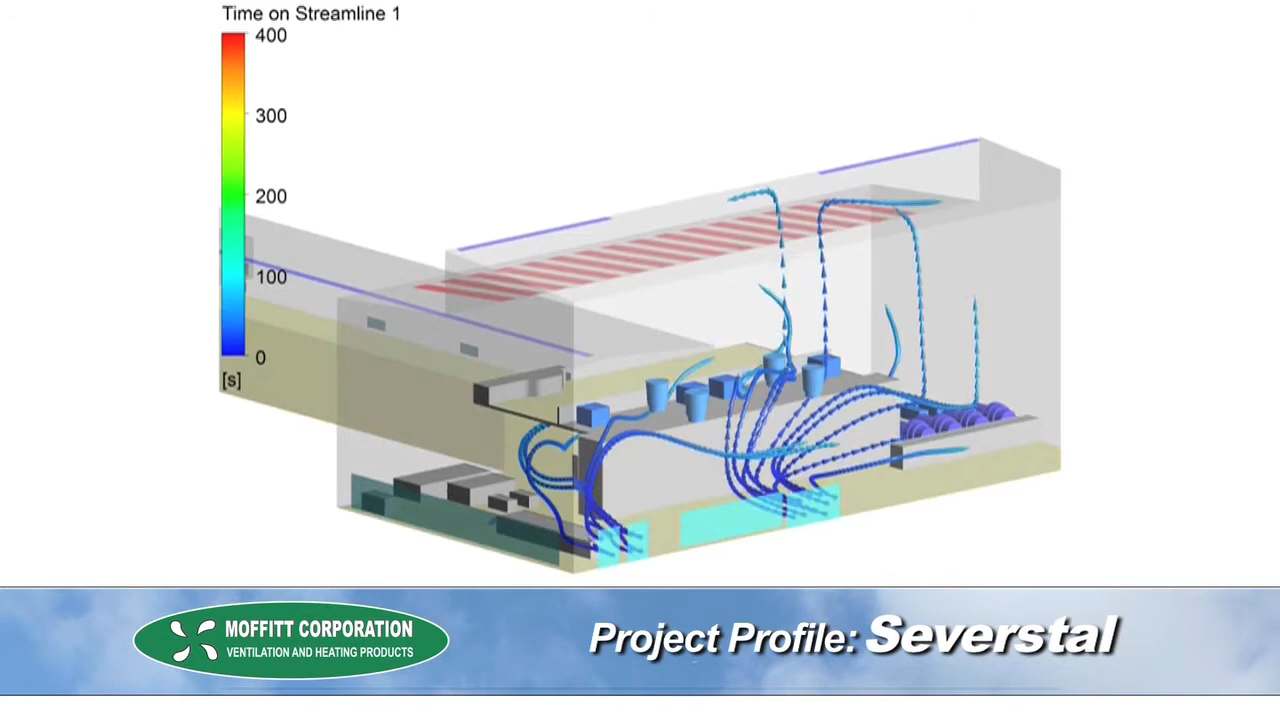 Time on Streamline 1
400
300
200
100
0
[s]
MOFFITT CORPORATION
VENTILATION AND HEATING PRODUCTS
Project Profile: Severstal